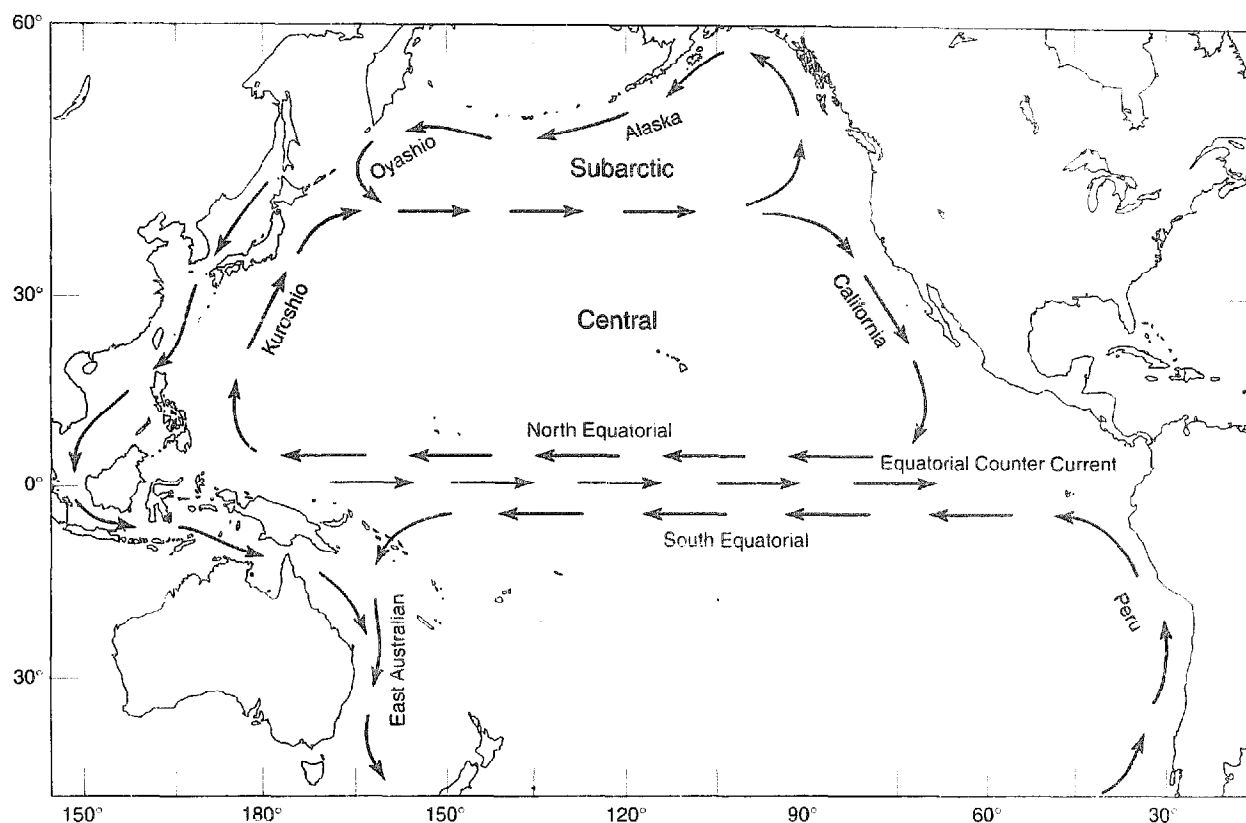 60°
Alaska
Oyashio
Subarctic
30°
Kuroshio
Central
California
North Equatorial
Equatorial Counter Current
0°
South Equatorial
Peru
East Australian
30°
150° 180° 150° 120° 90° 60° 30°